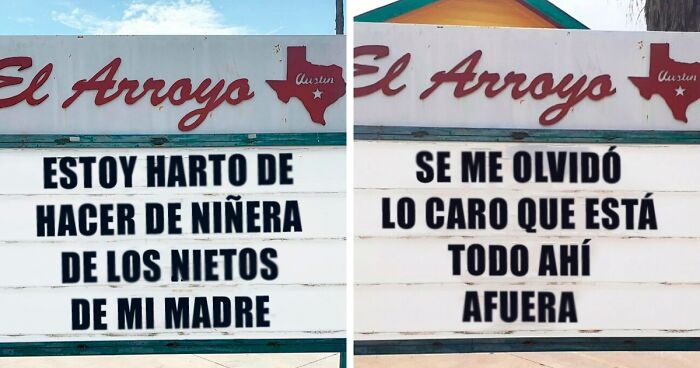 El Arroyo
Austin
ESTOY HARTO DE
HACER DE NIÑERA
DE LOS NIETOS
DE MI MADRE
El Arroyo
Austin
SE ME OLVIDÓ
LO CARO QUE ESTÁ
TODO AHÍ
AFUERA